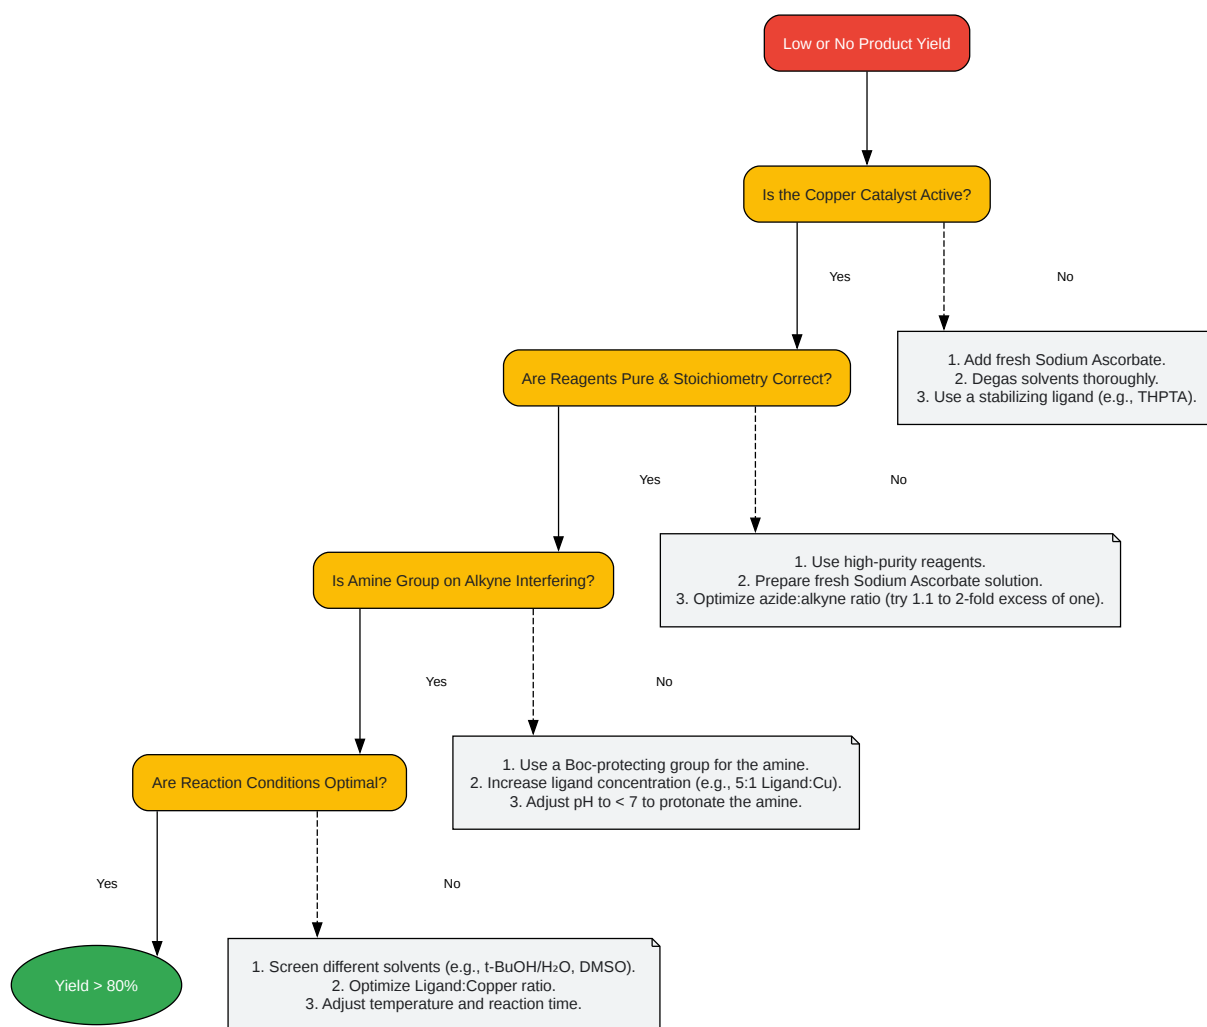 Low or No Product Yield
Is the Copper Catalyst Active?
Yes
No
1. Add fresh Sodium Ascorbate.
2. Degas solvents thoroughly.
3. Use a stabilizing ligand (e.g., THPTA).
Are Reagents Pure & Stoichiometry Correct?
Yes
No
1. Use high-purity reagents.
2. Prepare fresh Sodium Ascorbate solution.
3. Optimize azide:alkyne ratio (try 1.1 to 2-fold excess of one).
Is Amine Group on Alkyne Interfering?
Yes
No
1. Use a Boc-protecting group for the amine.
2. Increase ligand concentration (e.g., 5:1 Ligand:Cu).
3. Adjust pH to < 7 to protonate the amine.
Are Reaction Conditions Optimal?
Yes
No
Yield > 80%
1. Screen different solvents (e.g., t-BuOH/H₂O, DMSO).
2. Optimize Ligand:Copper ratio.
3. Adjust temperature and reaction time.